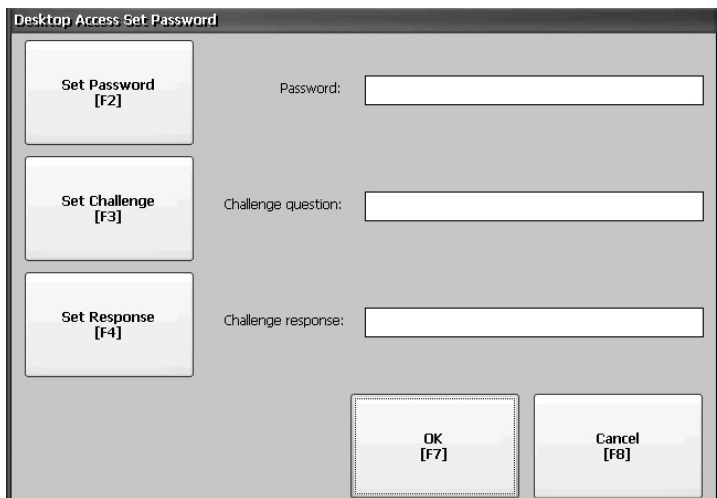 Desktop Access Set Password
Set Password
[F2]
Password:
Set Challenge
[F3]
Challenge question:
Set Response
[F4]
Challenge response:
OK
[F7]
Cancel
[F8]